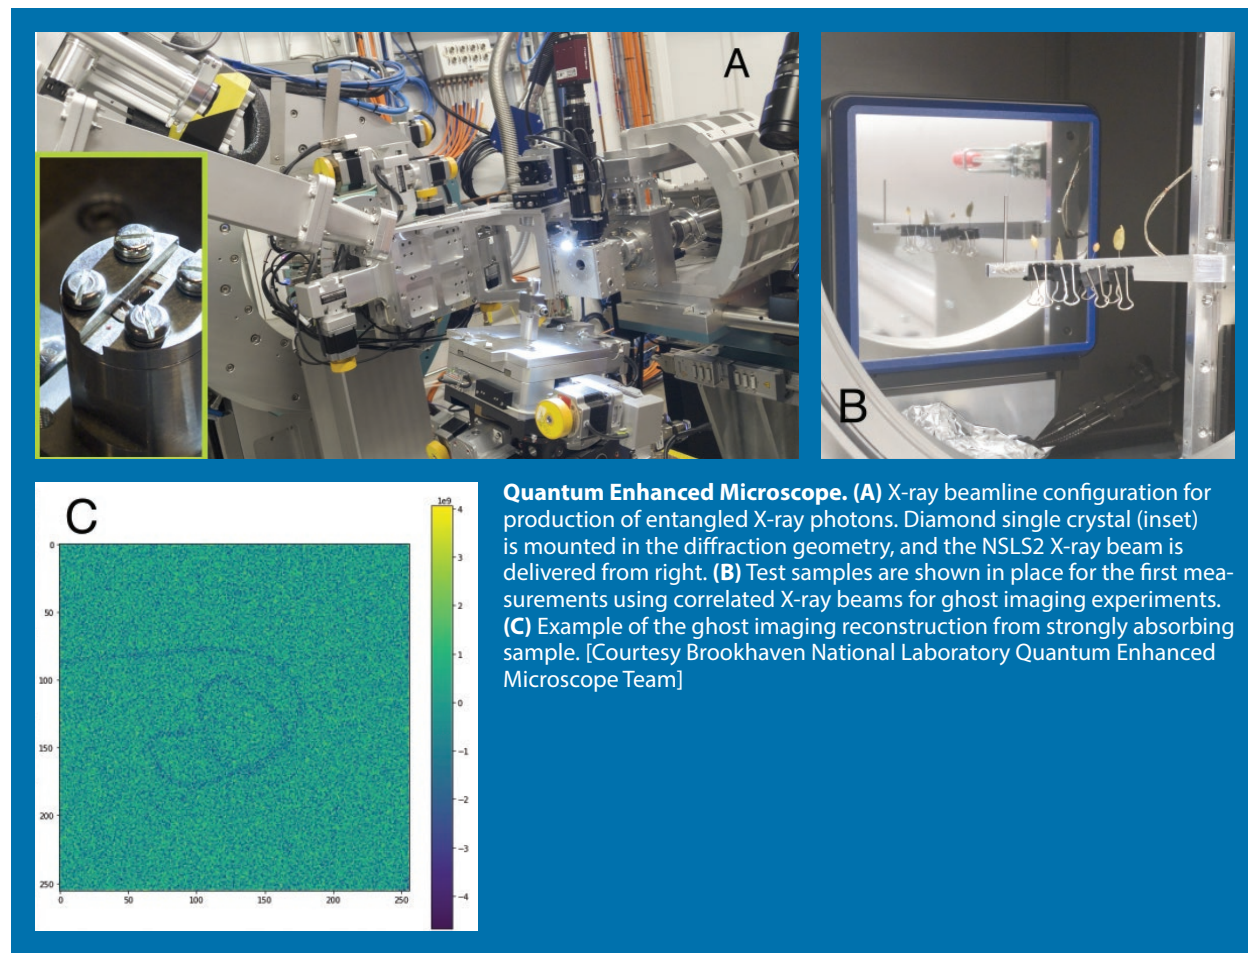 A
B
C
1e9
4
3
2
1
0
−1
−2
−3
−4
0
50
100
150
200
250
0
50
100
150
200
250
Quantum Enhanced Microscope. (A) X-ray beamline configuration for
production of entangled X-ray photons. Diamond single crystal (inset)
is mounted in the diffraction geometry, and the NSLS2 X-ray beam is
delivered from right. (B) Test samples are shown in place for the first mea-
surements using correlated X-ray beams for ghost imaging experiments.
(C) Example of the ghost imaging reconstruction from strongly absorbing
sample. [Courtesy Brookhaven National Laboratory Quantum Enhanced
Microscope Team]